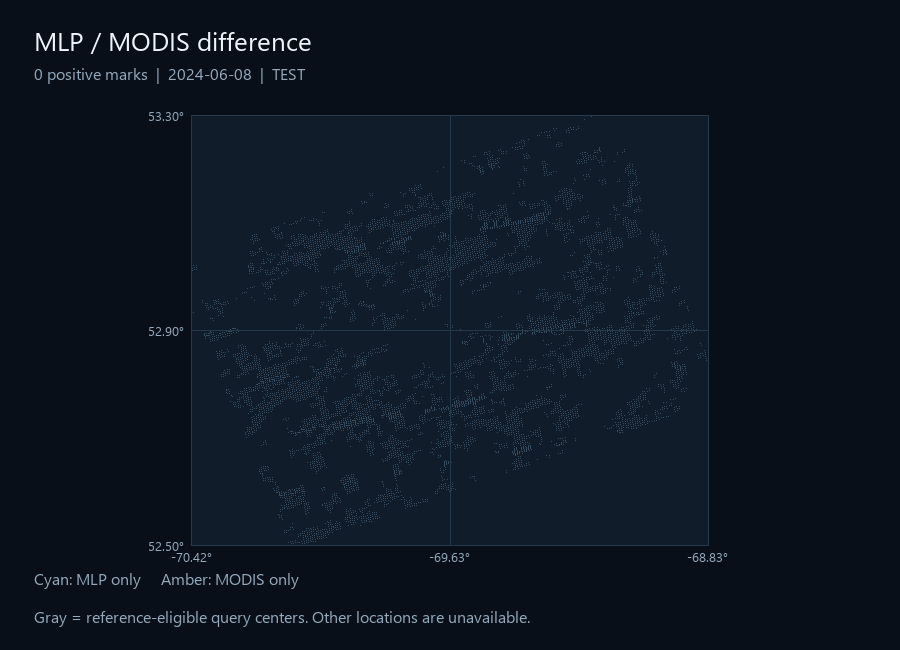 MLP / MODIS difference
0 positive marks | 2024-06-08 | TEST
53.30°
52.90°
52.50°
-70.42° -69.63° -68.83°
Cyan: MLP only Amber: MODIS only
Gray = reference-eligible query centers. Other locations are unavailable.